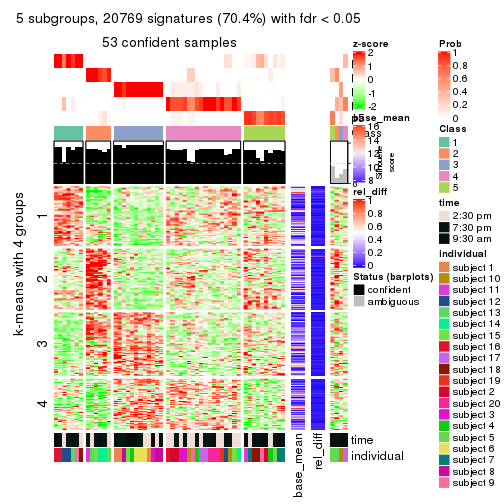 5 subgroups, 20769 signatures (70.4%) with fdr < 0.05
53 confident samples
k-means with 4 groups
1
2
3
4
base_mean
rel_diff
time
individual
z-score
2
1
0
-1
-2
base_mean
16
14
12
10
8
Silhouette
score
rel_diff
1
0.8
0.6
0.4
0.2
0
Status (barplots)
confident
ambiguous
Prob
1
0.8
0.6
0.4
0.2
0
Class
1
2
3
4
5
time
2:30 pm
7:30 pm
9:30 am
Individual
subject 1
subject 10
subject 11
subject 12
subject 13
subject 14
subject 15
subject 16
subject 17
subject 18
subject 19
subject 2
subject 20
subject 3
subject 4
subject 5
subject 6
subject 7
subject 8
subject 9